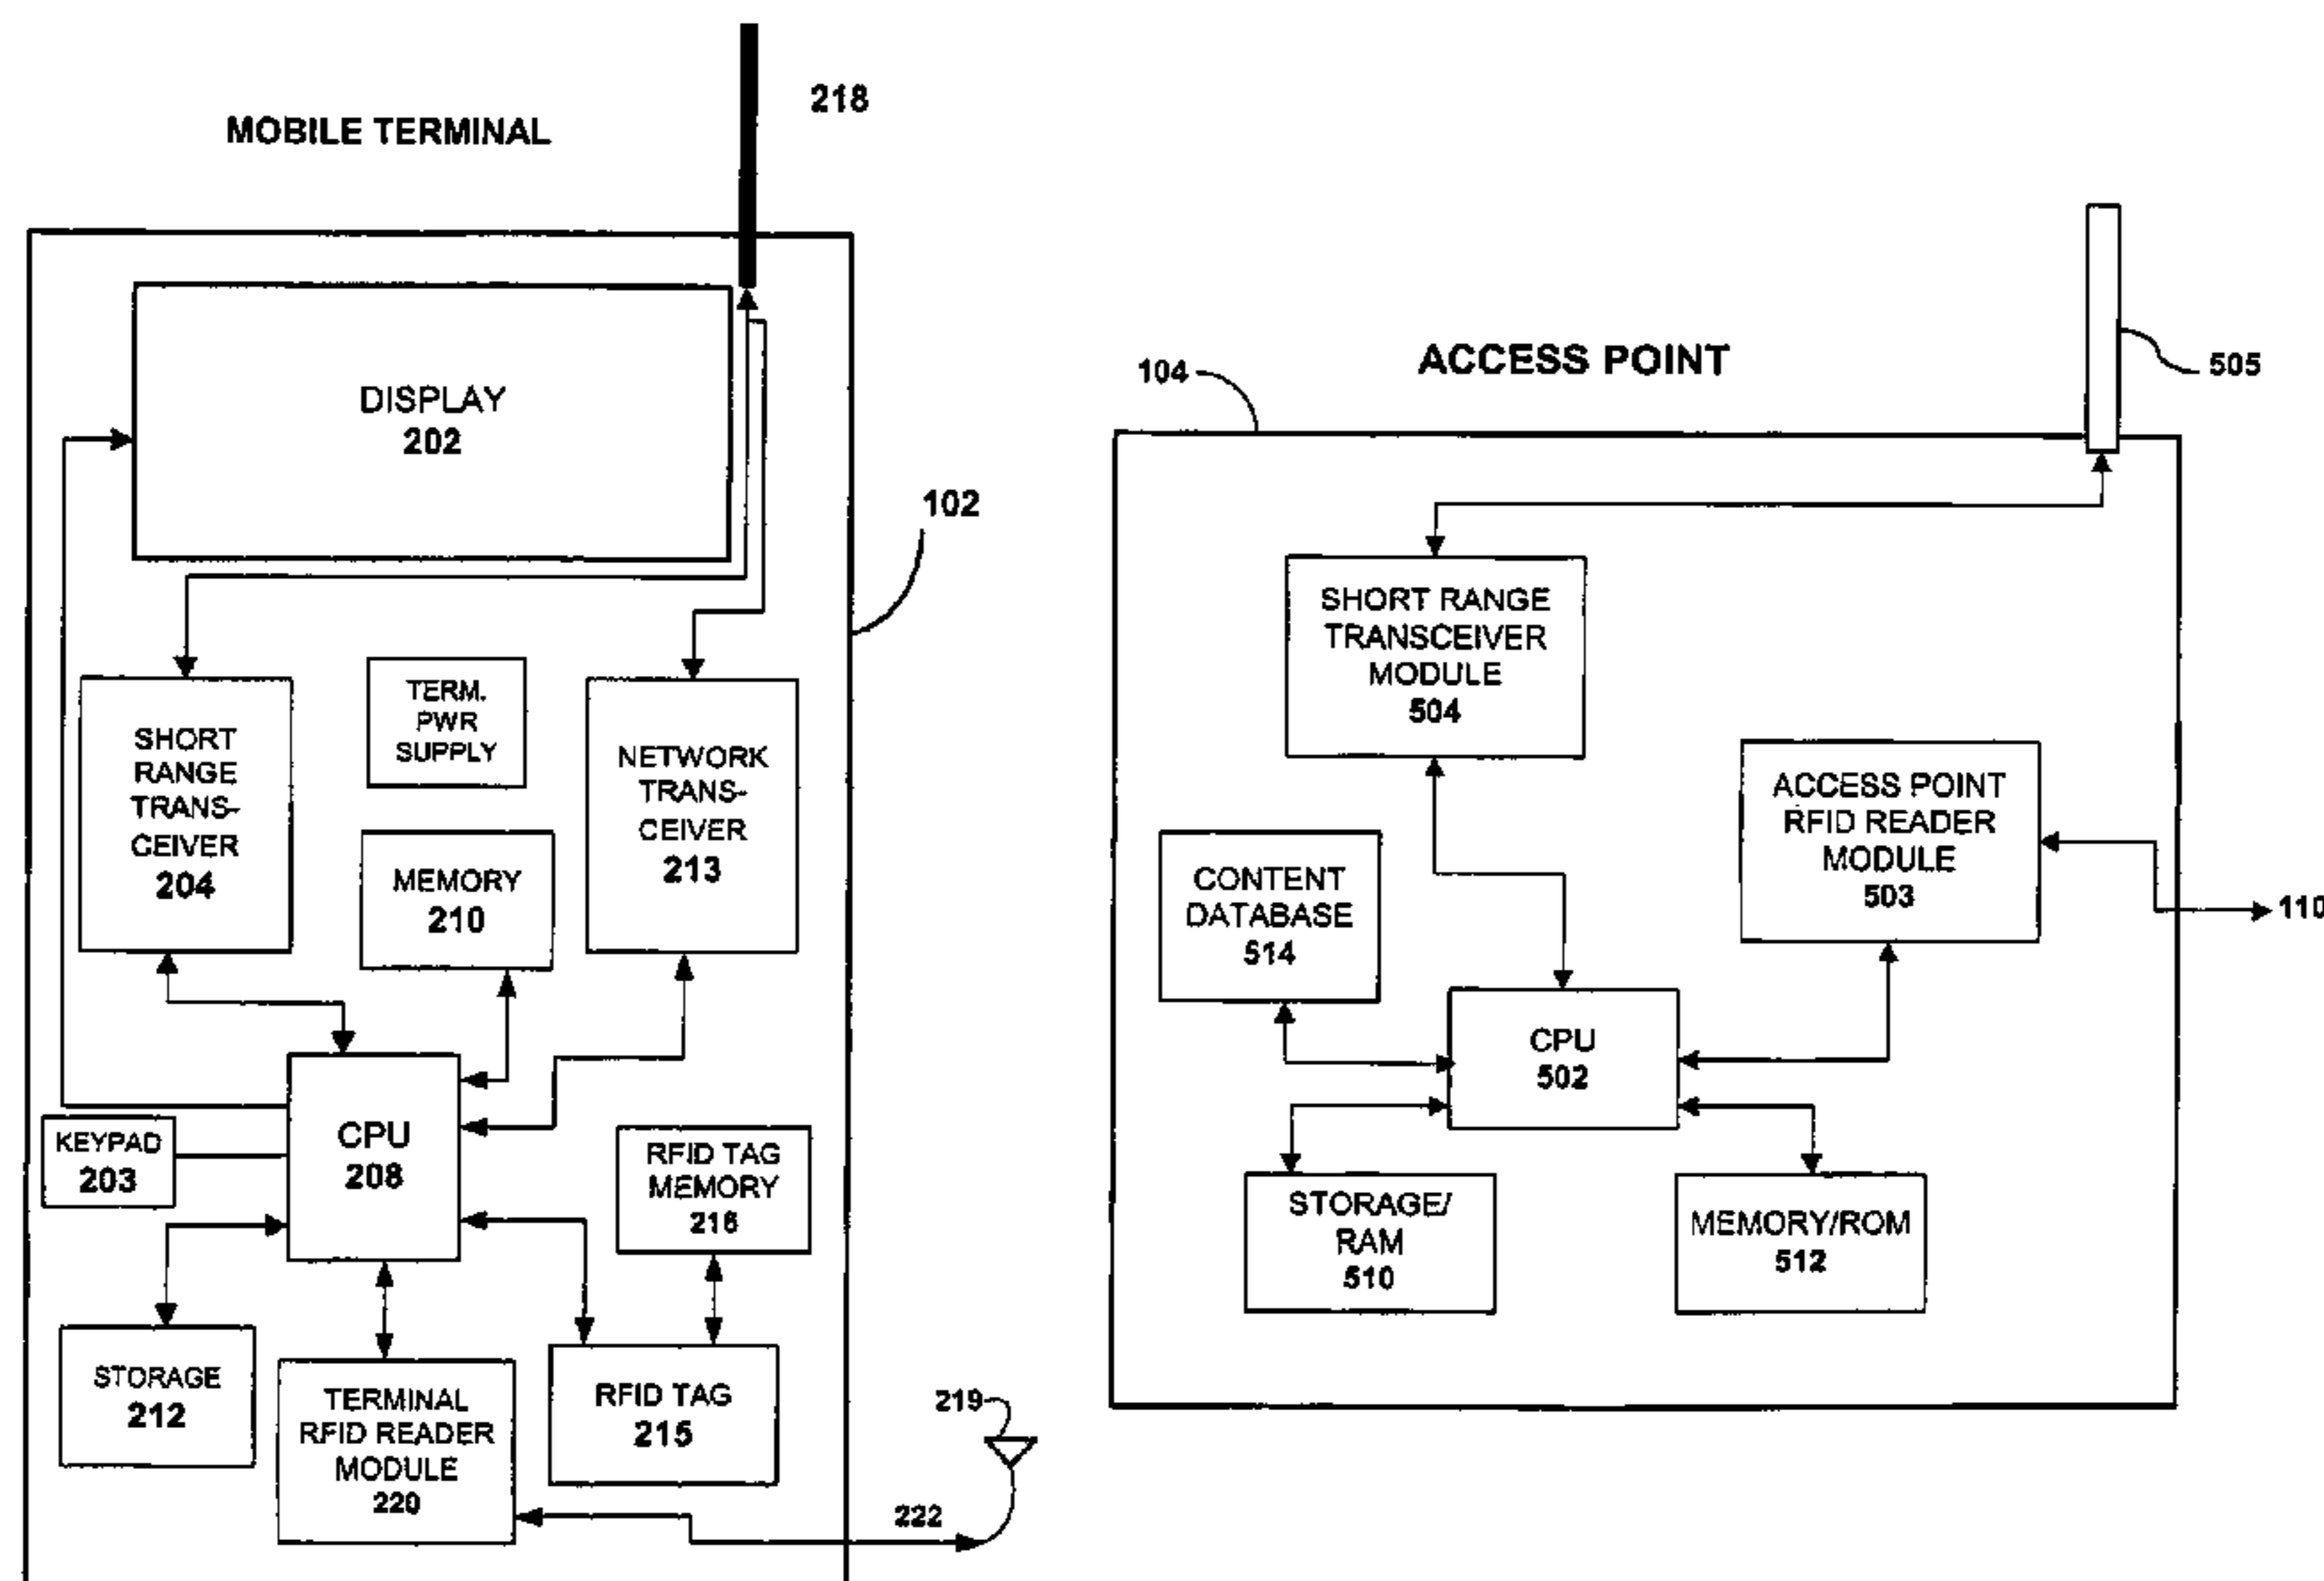 MOBILE TERMINAL
218
DISPLAY
202
102
SHORT
RANGE
TRANS-
CEIVER
204
TERM.
PWR
SUPPLY
NETWORK
TRANS-
CEIVER
213
MEMORY
210
CPU
208
KEYPAD
203
RFID TAG
MEMORY
216
STORAGE
212
TERMINAL
RFID READER
MODULE
220
RFID TAG
215
219
222
ACCESS POINT
104
505
SHORT RANGE
TRANSCEIVER
MODULE
504
ACCESS POINT
RFID READER
MODULE
503
110
CONTENT
DATABASE
514
CPU
502
STORAGE/
RAM
510
MEMORY/ROM
512